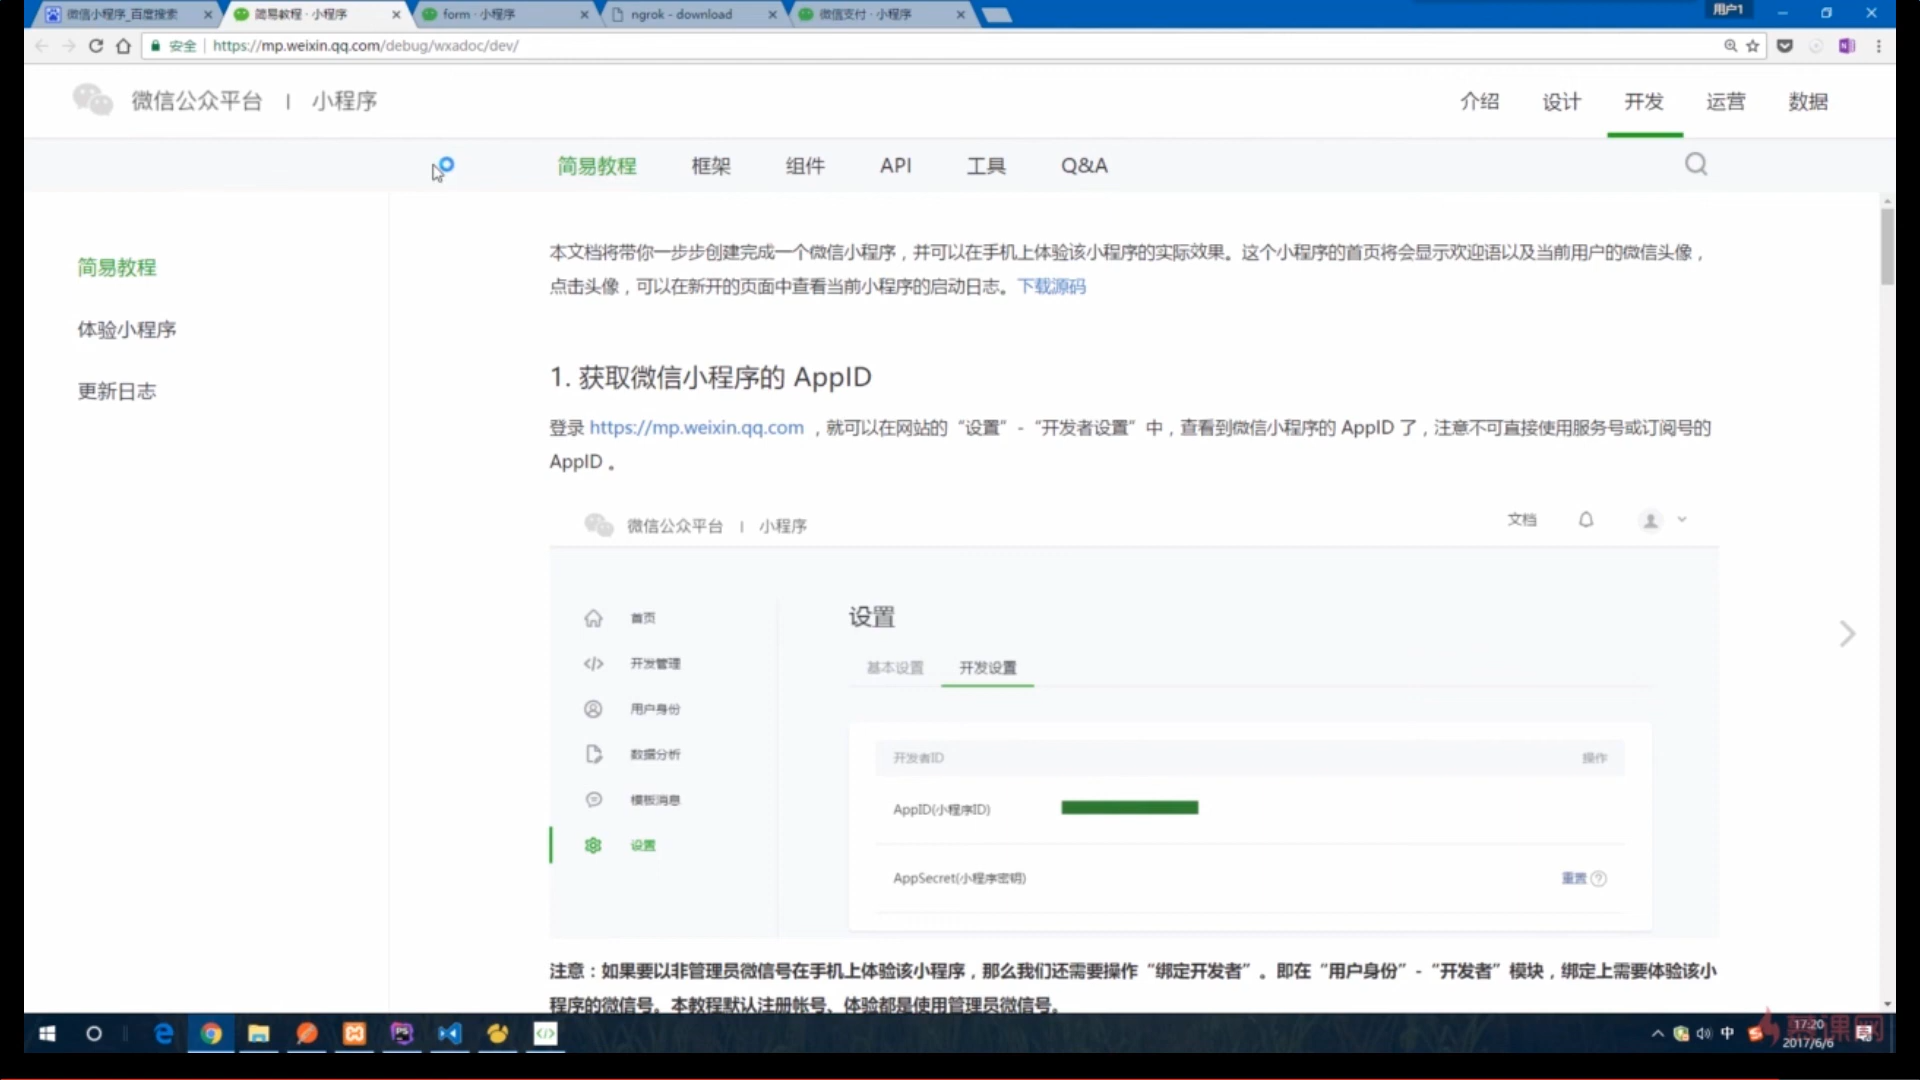 微信小程序_百度搜索
简易教程 · 小程序
form · 小程序
ngrok - download
微信支付 · 小程序
用户1
安全 https://mp.weixin.qq.com/debug/wxadoc/dev/
微信公众平台 | 小程序
介绍 设计 开发 运营 数据
简易教程 框架 组件 API 工具 Q&A
简易教程
体验小程序
更新日志
本文档将带你一步步创建完成一个微信小程序，并可以在手机上体验该小程序的实际效果。这个小程序的首页将会显示欢迎语以及当前用户的微信头像，
点击头像，可以在新开的页面中查看当前小程序的启动日志。下载源码
1. 获取微信小程序的 AppID
登录 https://mp.weixin.qq.com ，就可以在网站的“设置”-“开发者设置”中，查看到微信小程序的 AppID 了，注意不可直接使用服务号或订阅号的
AppID 。
微信公众平台 | 小程序
文档
首页
开发管理
用户身份
数据分析
模板消息
设置
设置
基本设置 开发设置
开发者ID 操作
AppID(小程序ID)
AppSecret(小程序密钥) 重置
注意：如果要以非管理员微信号在手机上体验该小程序，那么我们还需要操作“绑定开发者”。即在“用户身份”-“开发者”模块，绑定上需要体验该小
程序的微信号。本教程默认注册帐号、体验都是使用管理员微信号。
中
17:20
2017/6/6
慕课网